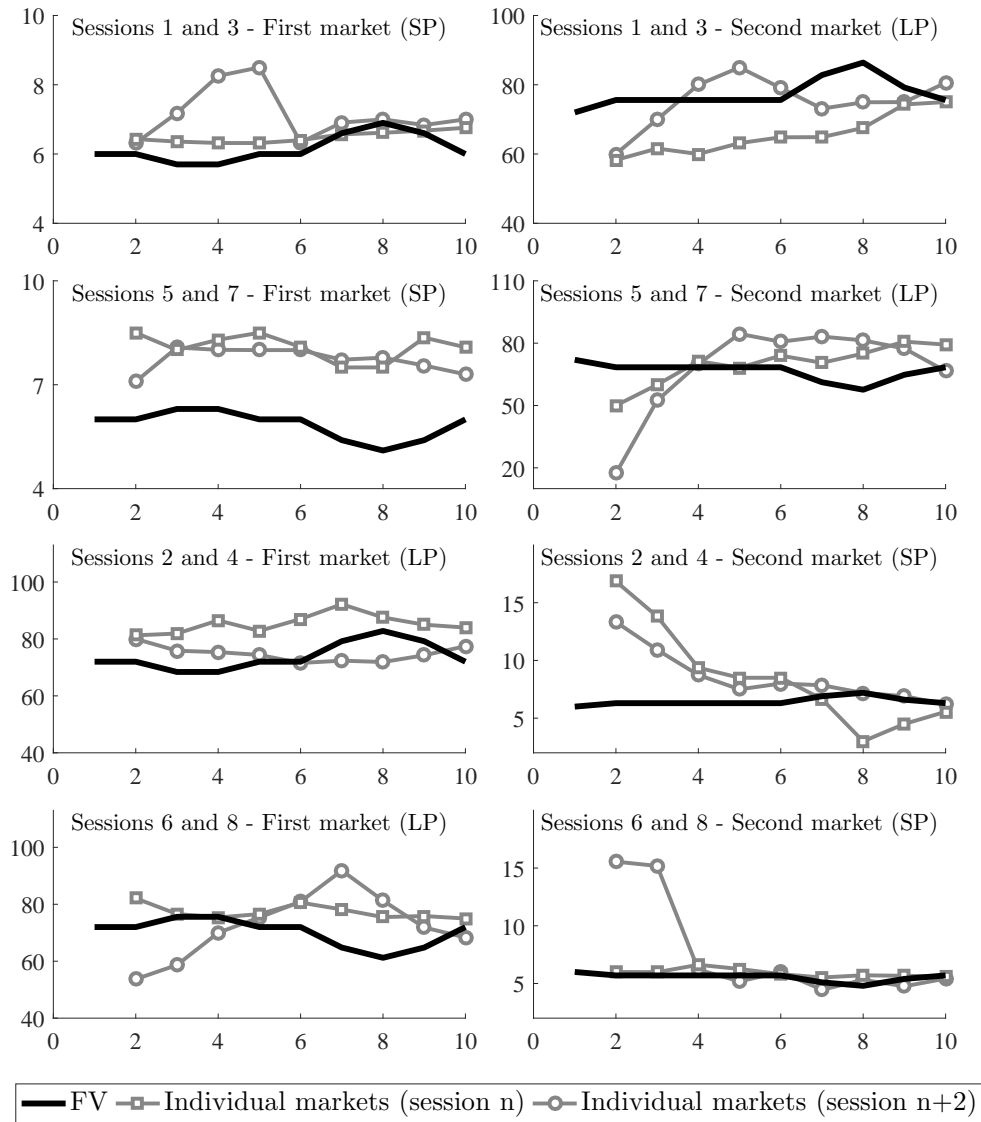 Sessions 1 and 3 - First market (SP)
10
8
6
4
0 2 4 6 8 10
Sessions 1 and 3 - Second market (LP)
100
80
60
40
0 2 4 6 8 10
Sessions 5 and 7 - First market (SP)
10
7
4
0 2 4 6 8 10
Sessions 5 and 7 - Second market (LP)
110
80
50
20
0 2 4 6 8 10
Sessions 2 and 4 - First market (LP)
100
80
60
40
0 2 4 6 8 10
Sessions 2 and 4 - Second market (SP)
15
10
5
0 2 4 6 8 10
Sessions 6 and 8 - First market (LP)
100
80
60
40
0 2 4 6 8 10
Sessions 6 and 8 - Second market (SP)
15
10
5
0 2 4 6 8 10
FV Individual markets (session n) Individual markets (session n+2)